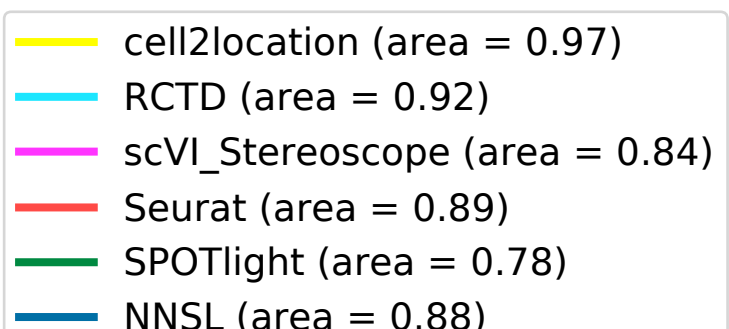 cell2location (area = 0.97)
RCTD (area = 0.92)
scVI_Stereoscope (area = 0.84)
Seurat (area = 0.89)
SPOTlight (area = 0.78)
NNSL (area = 0.88)